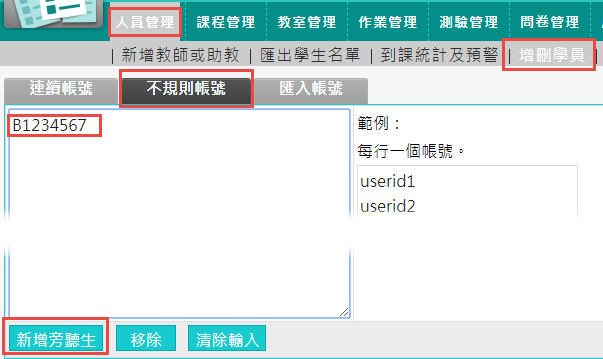 人員管理 課程管理 教室管理 作業管理 測驗管理 問卷管理
| 新增教師或助教 | 匯出學生名單 | 到課統計及預警 | 增刪學員 |
連續帳號 不規則帳號 匯入帳號
B1234567
範例：
每行一個帳號。
userid1
userid2
新增旁聽生 移除 清除輸入